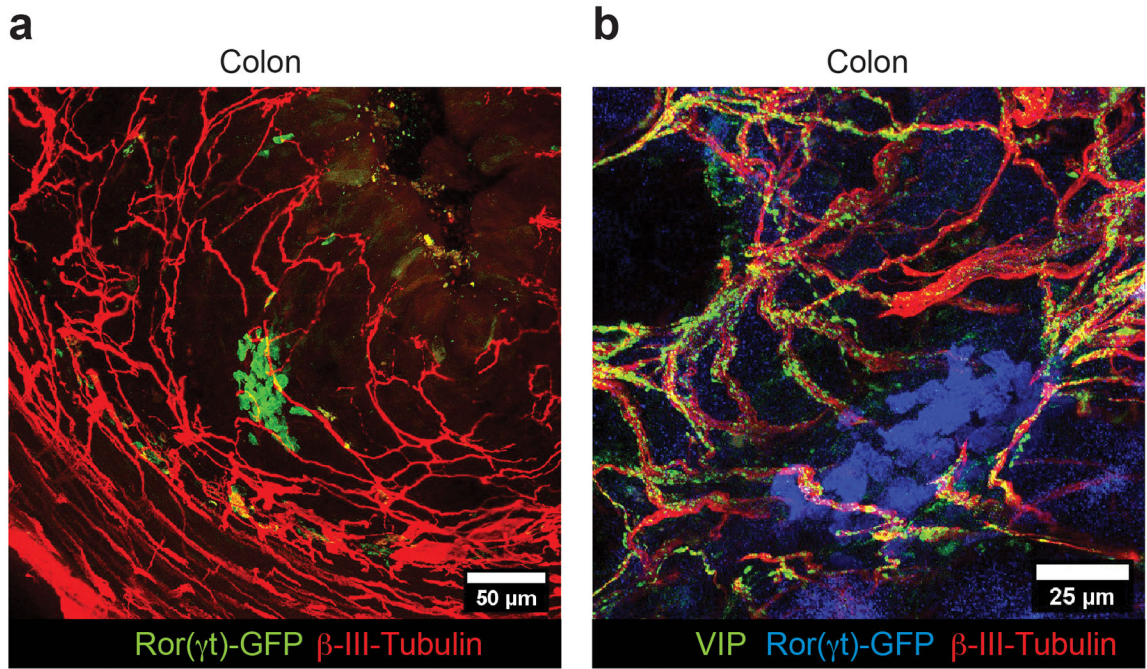 a
Colon
50 µm
Ror(γt)-GFP β-III-Tubulin
b
Colon
25 µm
VIP Ror(γt)-GFP β-III-Tubulin